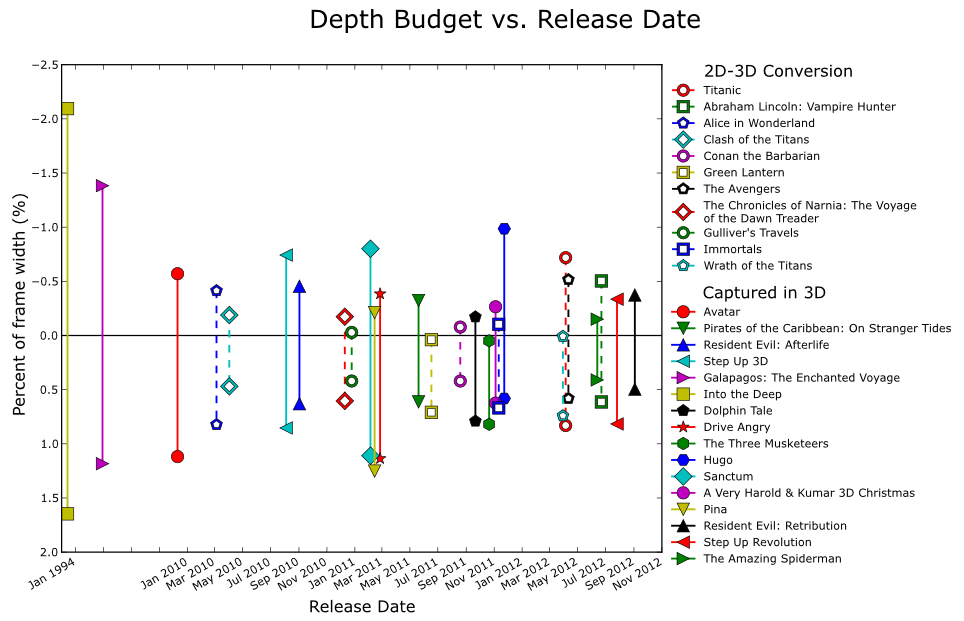 Depth Budget vs. Release Date
Percent of frame width (%)
−2.5
−2.0
−1.5
−1.0
−0.5
0.0
0.5
1.0
1.5
2.0
Jan 1994
Jan 2010
Mar 2010
May 2010
Jul 2010
Sep 2010
Nov 2010
Jan 2011
Mar 2011
May 2011
Jul 2011
Sep 2011
Nov 2011
Jan 2012
Mar 2012
May 2012
Jul 2012
Sep 2012
Nov 2012
Release Date
2D-3D Conversion
Titanic
Abraham Lincoln: Vampire Hunter
Alice in Wonderland
Clash of the Titans
Conan the Barbarian
Green Lantern
The Avengers
The Chronicles of Narnia: The Voyage
of the Dawn Treader
Gulliver's Travels
Immortals
Wrath of the Titans
Captured in 3D
Avatar
Pirates of the Caribbean: On Stranger Tides
Resident Evil: Afterlife
Step Up 3D
Galapagos: The Enchanted Voyage
Into the Deep
Dolphin Tale
Drive Angry
The Three Musketeers
Hugo
Sanctum
A Very Harold & Kumar 3D Christmas
Pina
Resident Evil: Retribution
Step Up Revolution
The Amazing Spiderman